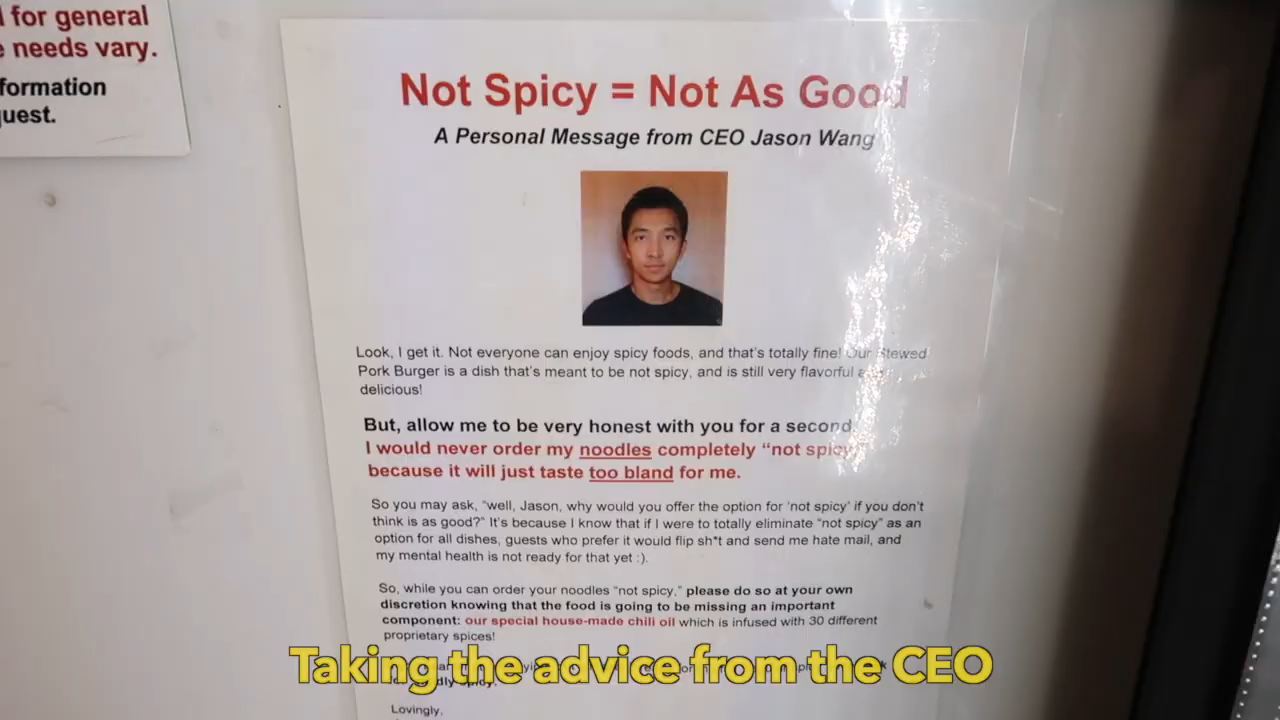 for general
needs vary.
formation
uest.
Not Spicy = Not As Good
A Personal Message from CEO Jason Wang
Look, I get it. Not everyone can enjoy spicy foods, and that's totally fine! Our Stewed
Pork Burger is a dish that's meant to be not spicy, and is still very flavorful
delicious!
But, allow me to be very honest with you for a second.
I would never order my noodles completely "not spicy,"
because it will just taste too bland for me.
So you may ask, "well, Jason, why would you offer the option for 'not spicy' if you don't
think is as good?" It's because I know that if I were to totally eliminate "not spicy" as an
option for all dishes, guests who prefer it would flip sh*t and send me hate mail, and
my mental health is not ready for that yet :).
So, while you can order your noodles "not spicy," please do so at your own
discretion knowing that the food is going to be missing an important
component: our special house-made chili oil which is infused with 30 different
proprietary spices!
Taking the advice from the CEO
Lovingly,